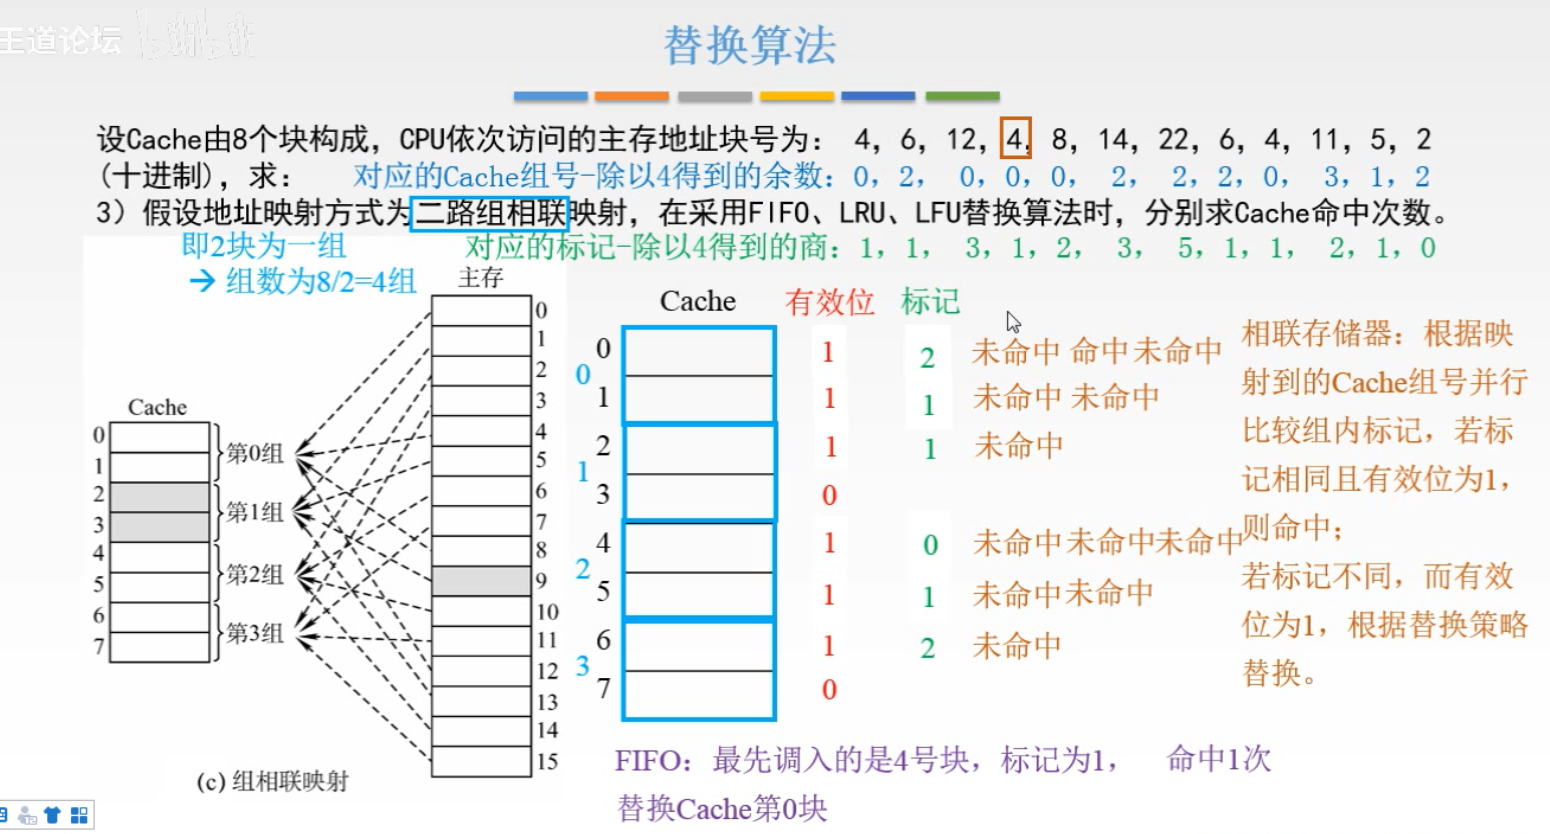 王道论坛 bilibili
替换算法
设Cache由8个块构成，CPU依次访问的主存地址块号为： 4, 6, 12, 4, 8, 14, 22, 6, 4, 11, 5, 2
(十进制)，求： 对应的Cache组号-除以4得到的余数：0, 2, 0, 0, 0, 2, 2, 2, 0, 3, 1, 2
3）假设地址映射方式为二路组相联映射，在采用FIFO、LRU、LFU替换算法时，分别求Cache命中次数。
即2块为一组 对应的标记-除以4得到的商：1, 1, 3, 1, 2, 3, 5, 1, 1, 2, 1, 0
→ 组数为8/2=4组
主存
0
1
2
3
4
5
6
7
8
9
10
11
12
13
14
15
Cache
0
1
2
3
4
5
6
7
第0组
第1组
第2组
第3组
(c) 组相联映射
Cache 有效位 标记
0 0 1 2 未命中 命中 未命中
1 1 1 未命中 未命中
1 2 1 1 未命中
3 0
2 4 1 0 未命中 未命中 未命中
5 1 1 未命中 未命中
3 6 1 2 未命中
7 0
相联存储器：根据映
射到的Cache组号并行
比较组内标记，若标
记相同且有效位为1，
则命中；
若标记不同，而有效
位为1，根据替换策略
替换。
FIFO：最先调入的是4号块，标记为1， 命中1次
替换Cache第0块